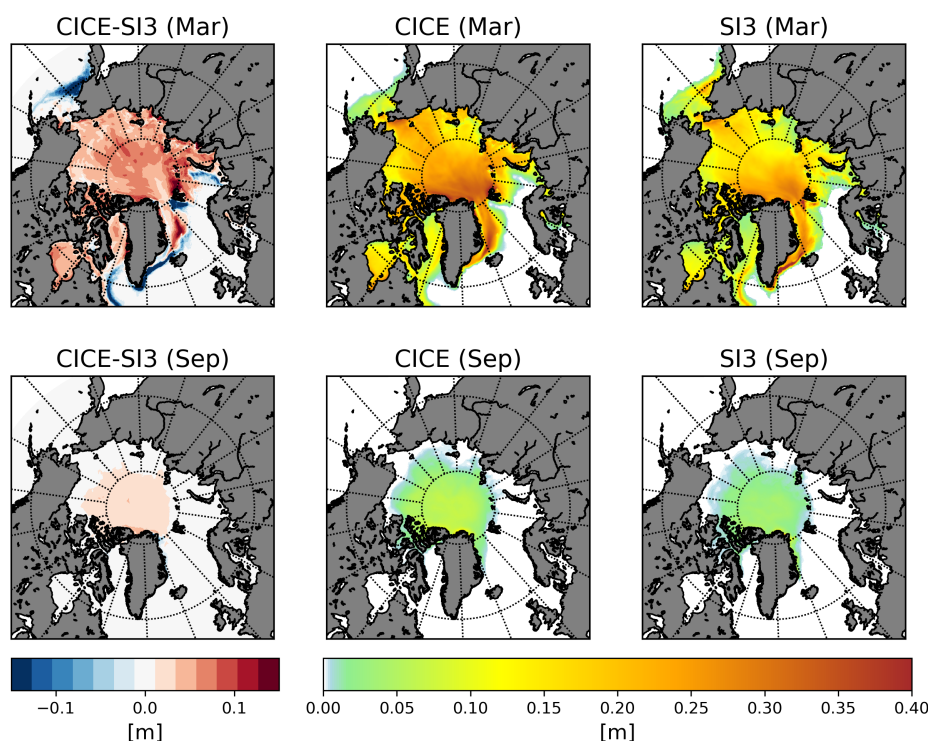 CICE-SI3 (Mar) CICE (Mar) SI3 (Mar)
CICE-SI3 (Sep) CICE (Sep) SI3 (Sep)
−0.1 0.0 0.1 0.00 0.05 0.10 0.15 0.20 0.25 0.30 0.35 0.40
[m] [m]